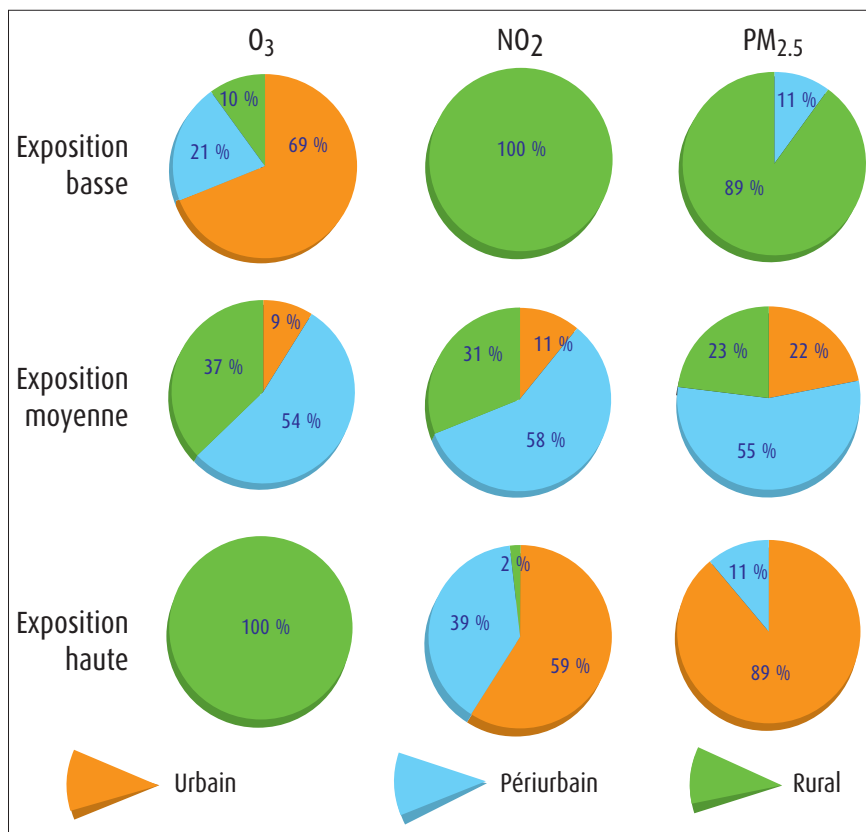 O3 NO2 PM2.5
Exposition
basse
10 %
21 %
69 %
100 %
11 %
89 %
Exposition
moyenne
9 %
37 %
54 %
11 %
31 %
58 %
23 %
22 %
55 %
Exposition
haute
100 %
2 %
39 %
59 %
11 %
89 %
Urbain Périurbain Rural